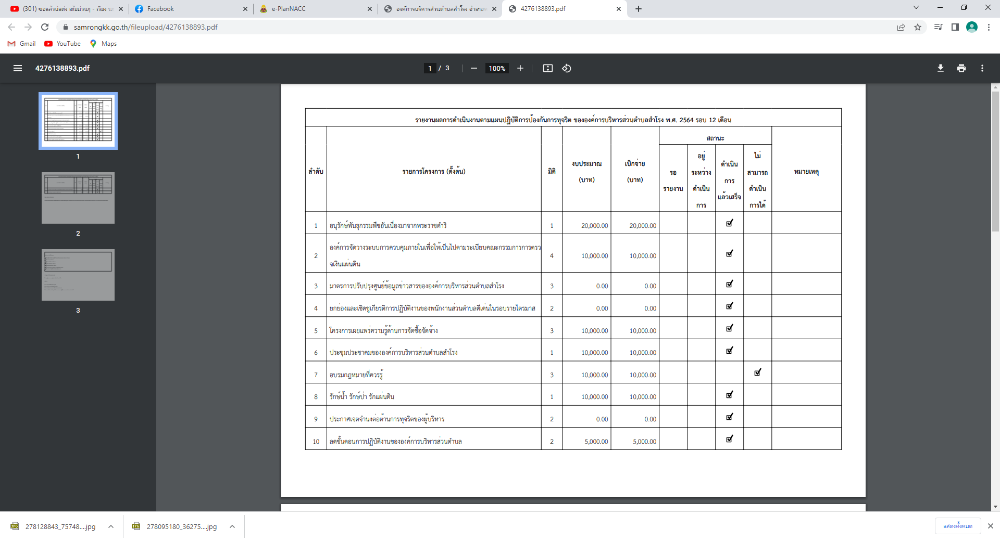 (301) ขอแล้วบ่แต่ง เต้ยม่วนๆ - เวียง
Facebook
e-PlanNACC
องค์การบริหารส่วนตำบลสำโรง อำเภอ
4276138893.pdf
samrongkk.go.th/fileupload/4276138893.pdf
Gmail
YouTube
Maps
4276138893.pdf
1 / 3
100%
1
2
3
รายงานผลการดำเนินงานตามแผนปฏิบัติการป้องกันการทุจริต ขององค์การบริหารส่วนตำบลสำโรง พ.ศ. 2564 รอบ 12 เดือน
ลำดับ รายการโครงการ (ตั้งต้น) มิติ งบประมาณ (บาท) เบิกจ่าย (บาท) สถานะ หมายเหตุ
รอ รายงาน อยู่ ระหว่าง ดำเนิน การ ดำเนิน การ แล้วเสร็จ ไม่ สามารถ ดำเนิน การได้
1 อนุรักษ์พันธุกรรมพืชอันเนื่องมาจากพระราชดำริ 1 20,000.00 20,000.00
2 องค์การจัดวางระบบการควบคุมภายในเพื่อให้เป็นไปตามระเบียบคณะกรรมการการตรว
จเงินแผ่นดิน 4 10,000.00 10,000.00
3 มาตรการปรับปรุงศูนย์ข้อมูลข่าวสารขององค์การบริหารส่วนตำบลสำโรง 3 0.00 0.00
4 ยกย่องและเชิดชูเกียรติการปฏิบัติงานของพนักงานส่วนตำบลดีเด่นในรอบรายไตรมาส 2 0.00 0.00
5 โครงการเผยแพร่ความรู้ด้านการจัดซื้อจัดจ้าง 3 10,000.00 10,000.00
6 ประชุมประชาคมขององค์การบริหารส่วนตำบลสำโรง 1 10,000.00 10,000.00
7 อบรมกฎหมายที่ควรรู้ 3 10,000.00 10,000.00
8 รักษ์น้ำ รักษ์ป่า รักแผ่นดิน 1 10,000.00 10,000.00
9 ประกาศเจตจำนงต่อต้านการทุจริตของผู้บริหาร 2 0.00 0.00
10 ลดขั้นตอนการปฏิบัติงานขององค์การบริหารส่วนตำบล 2 5,000.00 5,000.00
278128843_75748....jpg
278095180_36275....jpg
แสดงทั้งหมด